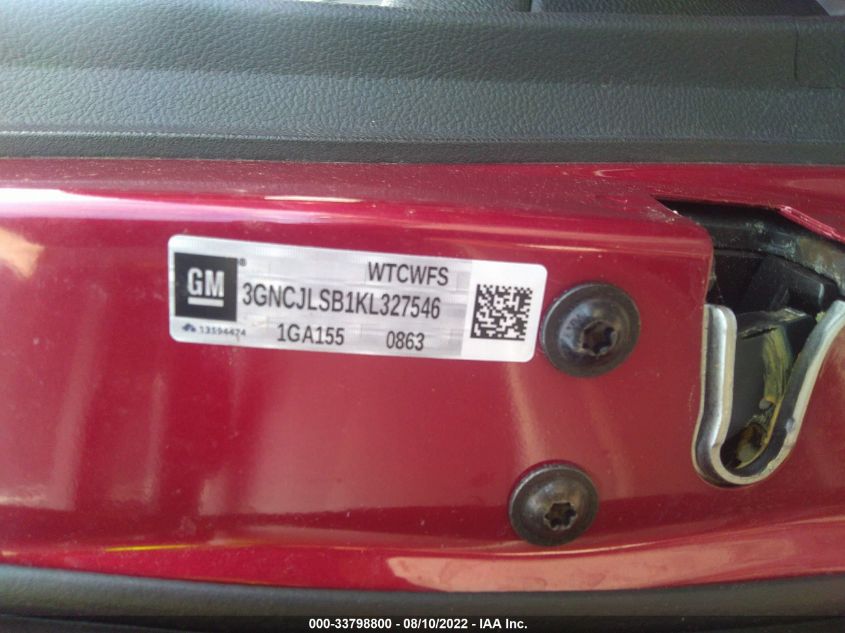 WTCWFS
GM ®
3GNCJLSB1KL327546
13594474
1GA155 0863
000-33798800 - 08/10/2022 - IAA Inc.